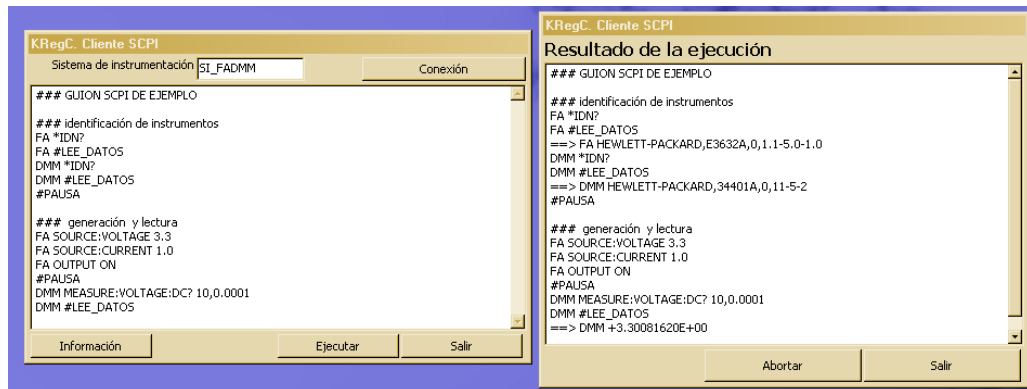 KRegC. Cliente SCPI
Sistema de instrumentación SI_FADMM Conexión
### GUION SCPI DE EJEMPLO
### identificación de instrumentos
FA *IDN?
FA #LEE_DATOS
DMM *IDN?
DMM #LEE_DATOS
#PAUSA
### generación y lectura
FA SOURCE:VOLTAGE 3.3
FA SOURCE:CURRENT 1.0
FA OUTPUT ON
#PAUSA
DMM MEASURE:VOLTAGE:DC? 10,0.0001
DMM #LEE_DATOS
Información Ejecutar Salir
KRegC. Cliente SCPI
Resultado de la ejecución
### GUION SCPI DE EJEMPLO
### identificación de instrumentos
FA *IDN?
FA #LEE_DATOS
==> FA HEWLETT-PACKARD,E3632A,0,1.1-5.0-1.0
DMM *IDN?
DMM #LEE_DATOS
==> DMM HEWLETT-PACKARD,34401A,0,11-5-2
#PAUSA
### generación y lectura
FA SOURCE:VOLTAGE 3.3
FA SOURCE:CURRENT 1.0
FA OUTPUT ON
#PAUSA
DMM MEASURE:VOLTAGE:DC? 10,0.0001
DMM #LEE_DATOS
==> DMM +3.30081620E+00
Abortar Salir